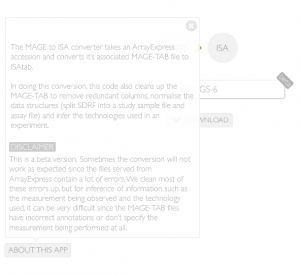 The MAGE to ISA converter takes an ArrayExpress
accession and converts it's associated MAGE-TAB file to
ISAtab.
In doing this conversion, this code also cleans up the
MAGE-TAB to remove redundant columns, normalise the
data structures (split SDRF into a study sample file and
assay file) and infer the technologies used in an
experiment.
DISCLAIMER
This is a beta version. Sometimes the conversion will not
work as expected since the files served from
ArrayExpress contain a lot of errors. We clean most of
these errors up, but for inference of information such as
the measurement being observed and the technology
used, it can be very difficult since the MAGE-TAB files
have incorrect annotations or don't specify the
measurement being performed at all.
ISA
GS-6
WNLOAD
ABOUT THIS APP